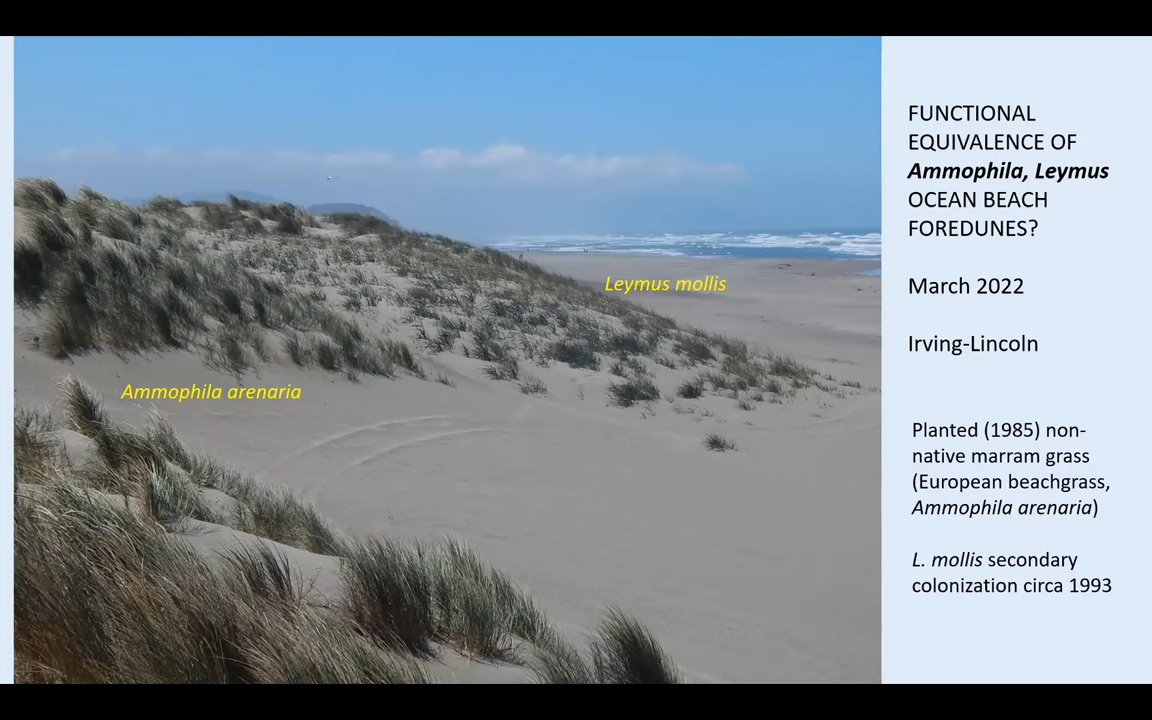 FUNCTIONAL
EQUIVALENCE OF
Ammophila, Leymus
OCEAN BEACH
FOREDUNES?
March 2022
Irving-Lincoln
Planted (1985) non-
native marram grass
(European beachgrass,
Ammophila arenaria)
L. mollis secondary
colonization circa 1993
Leymus mollis
Ammophila arenaria